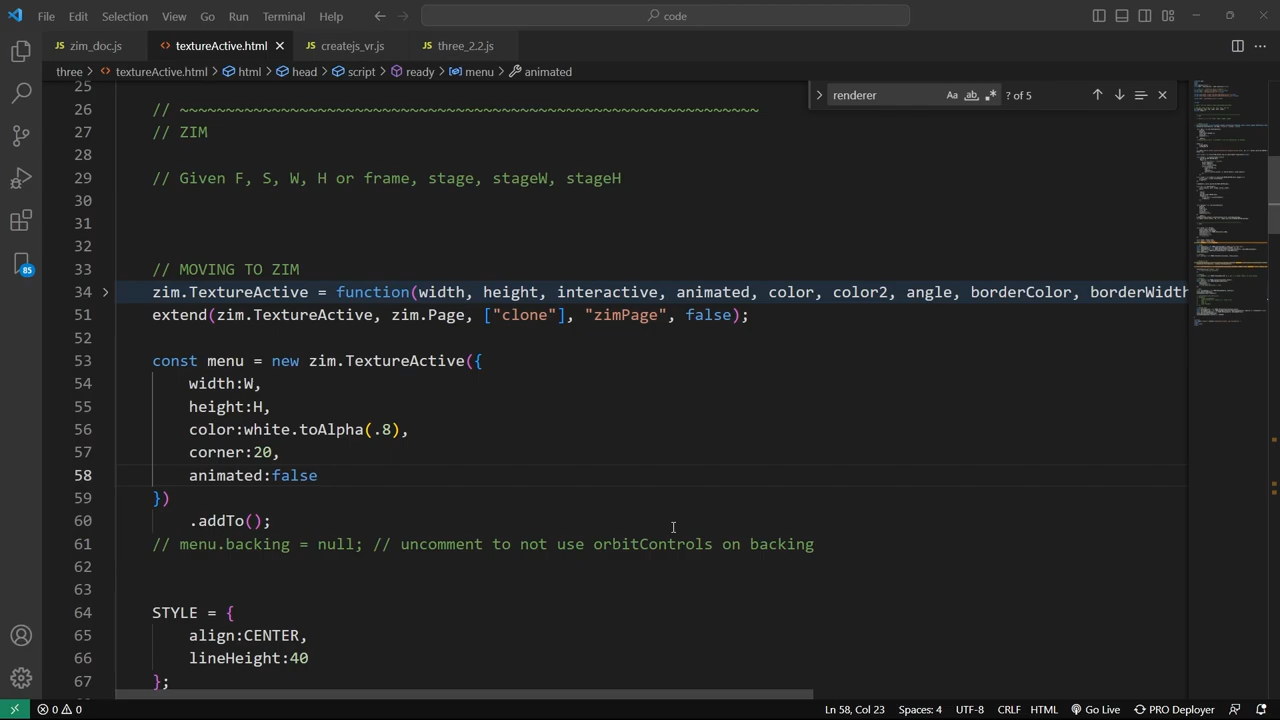 File Edit Selection View Go Run Terminal Help
code
zim_doc.js textureActive.html createjs_vr.js three_2.2.js
three > textureActive.html > html > head > script > ready > menu > animated
renderer ab ? of 5
25
26 // ~~~~~~~~~~~~~~~~~~~~~~~~~~~~~~~~~~~~~~~~~~~~~~~~~~~~~~~~~~~~~~~
27 // ZIM
28
29 // Given F, S, W, H or frame, stage, stageW, stageH
30
31
32
33 // MOVING TO ZIM
34 zim.TextureActive = function(width, height, interactive, animated, color, color2, angle, borderColor, borderWidth
51 extend(zim.TextureActive, zim.Page, ["clone"], "zimPage", false);
52
53 const menu = new zim.TextureActive({
54 width:W,
55 height:H,
56 color:white.toAlpha(.8),
57 corner:20,
58 animated:false
59 })
60 .addTo();
61 // menu.backing = null; // uncomment to not use orbitControls on backing
62
63
64 STYLE = {
65 align:CENTER,
66 lineHeight:40
67 };
85
0 0 Ln 58, Col 23 Spaces: 4 UTF-8 CRLF HTML Go Live PRO Deployer